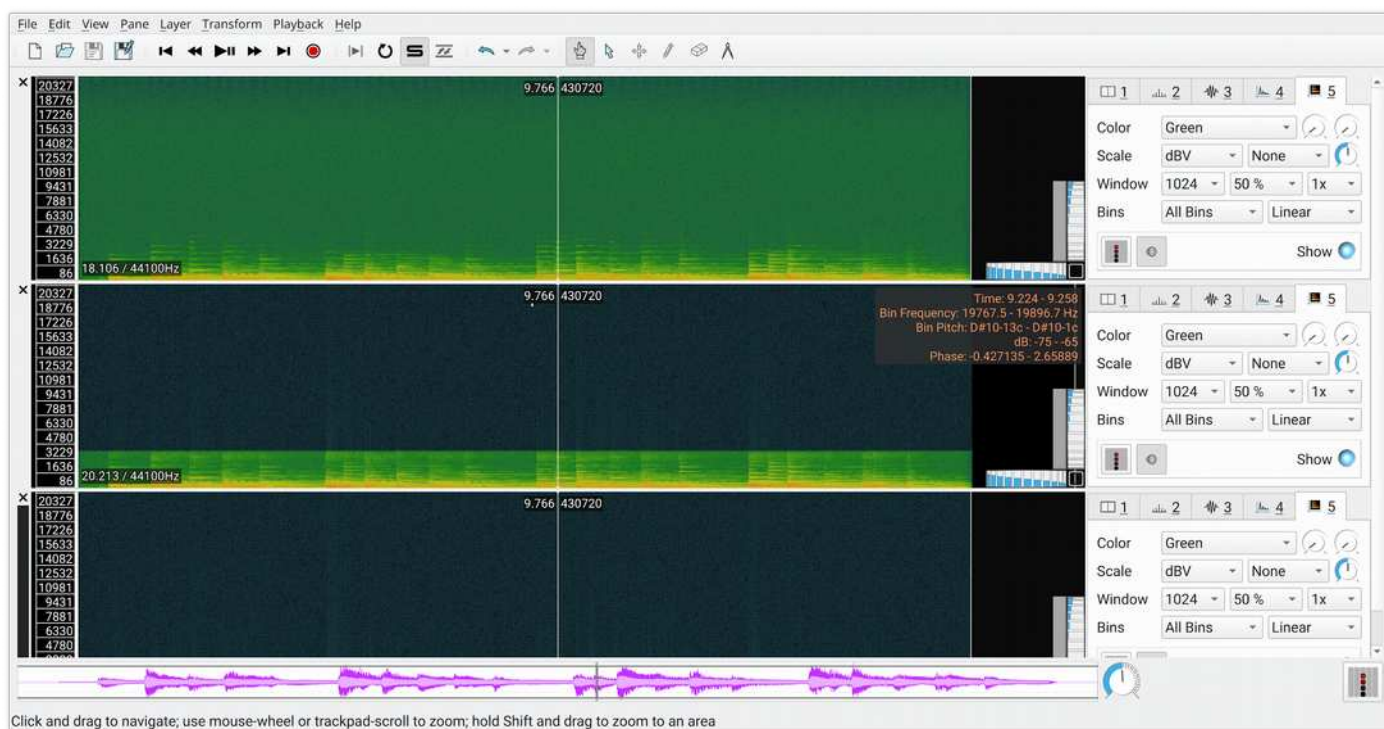 File Edit View Pane Layer Transform Playback Help
20327
18776
17226
15633
14082
12532
10981
9431
7881
6330
4780
3229
1636
86
9.766 430720
18.106 / 44100Hz
1 2 3 4 5
Color Green
Scale dBV None
Window 1024 50 % 1x
Bins All Bins Linear
Show
20327
18776
17226
15633
14082
12532
10981
9431
7881
6330
4780
3229
1636
86
9.766 430720
Time: 9.224 - 9.258
Bin Frequency: 19767.5 - 19896.7 Hz
Bin Pitch: D#10-13c - D#10-1c
dB: -75 - -65
Phase: -0.427135 - 2.65889
20.213 / 44100Hz
1 2 3 4 5
Color Green
Scale dBV None
Window 1024 50 % 1x
Bins All Bins Linear
Show
20327
18776
17226
15633
14082
12532
10981
9431
7881
6330
4780
9.766 430720
1 2 3 4 5
Color Green
Scale dBV None
Window 1024 50 % 1x
Bins All Bins Linear
Click and drag to navigate; use mouse-wheel or trackpad-scroll to zoom; hold Shift and drag to zoom to an area